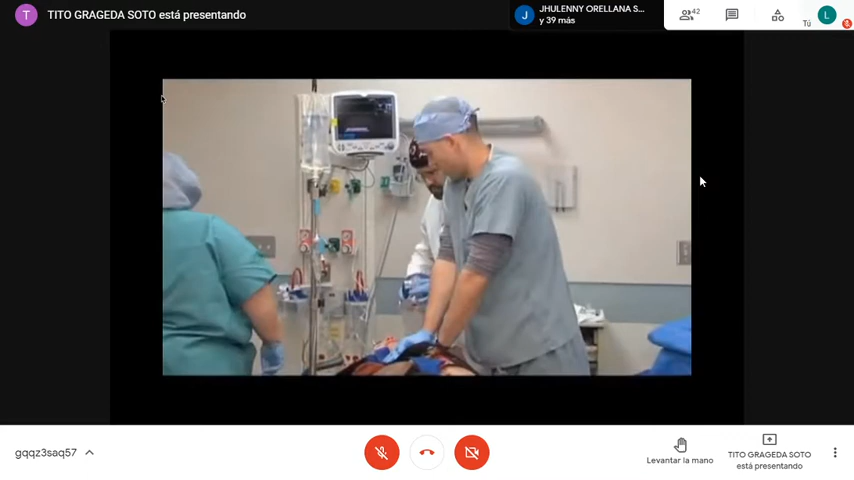 T
TITO GRAGEDA SOTO está presentando
J
JHULENNY ORELLANA S...
y 39 más
42
Tú
L
gqqz3saq57
Levantar la mano
TITO GRAGEDA SOTO
está presentando